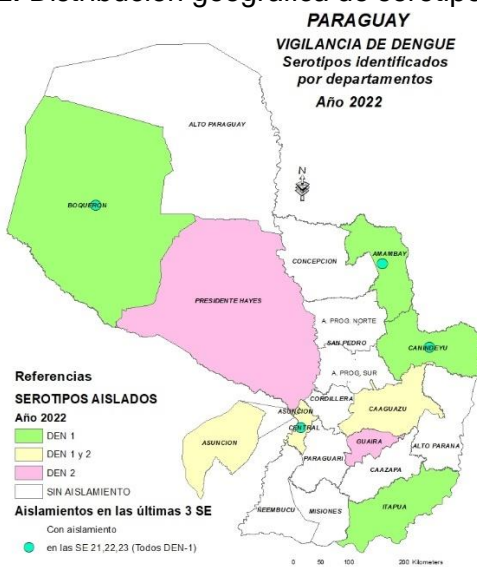 2. Distribución geográfica de serotipo
PARAGUAY
VIGILANCIA DE DENGUE
Serotipos identificados
por departamentos
Año 2022
ALTO PARAGUAY
N
BOQUERON
CONCEPCION
AMAMBAY
PRESIDENTE HAYES
A. PROG. NORTE
SAN PEDRO
CANINDEYU
A. PROG. SUR
CORDILLERA
CAAGUAZU
ASUNCION
CENTRAL
ASUNCION
GUAIRA
ALTO PARANA
PARAGUARI
CAAZAPA
ÑEEMBUCU
MISIONES
ITAPUA
Referencias
SEROTIPOS AISLADOS
Año 2022
DEN 1
DEN 1 y 2
DEN 2
SIN AISLAMIENTO
Aislamientos en las últimas 3 SE
Con aislamiento
en las SE 21,22,23 (Todos DEN-1)
0 50 100 200 Kilometers